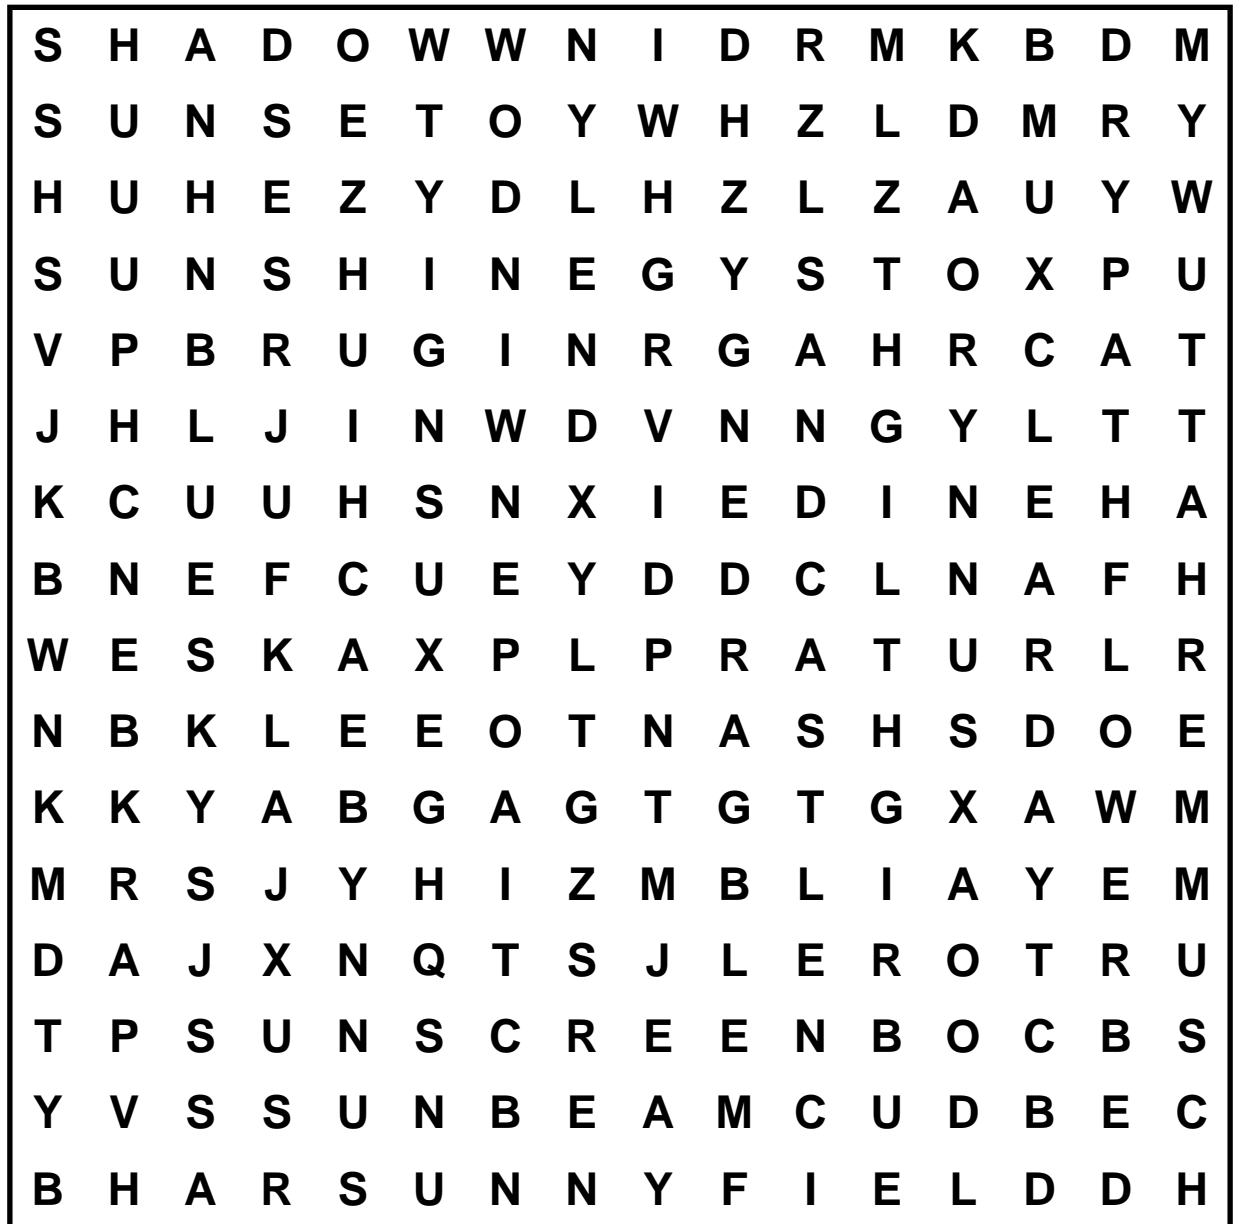 S H A D O W W N I D R M K B D M
S U N S E T O Y W H Z L D M R Y
H U H E Z Y D L H Z L Z A U Y W
S U N S H I N E G Y S T O X P U
V P B R U G I N R G A H R C A T
J H L J I N W D V N N G Y L T T
K C U U H S N X I E D I N E H A
B N E F C U E Y D D C L N A F H
W E S K A X P L P R A T U R L R
N B K L E E O T N A S H S D O E
K K Y A B G A G T G T G X A W M
M R S J Y H I Z M B L I A Y E M
D A J X N Q T S J L E R O T R U
T P S U N S C R E E N B O C B S
Y V S S U N B E A M C U D B E C
B H A R S U N N Y F I E L D D H